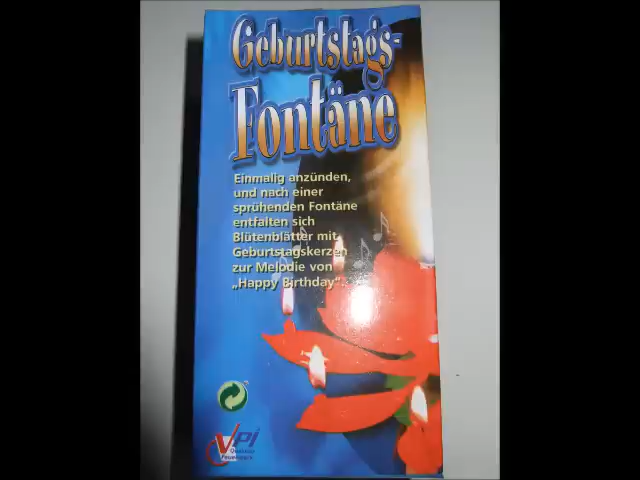 Geburtstags-
Fontäne
Einmalig anzünden,
und nach einer
sprühenden Fontäne
entfalten sich
Blütenblätter mit
Geburtstagskerzen
zur Melodie von
„Happy Birthday“.
VPI